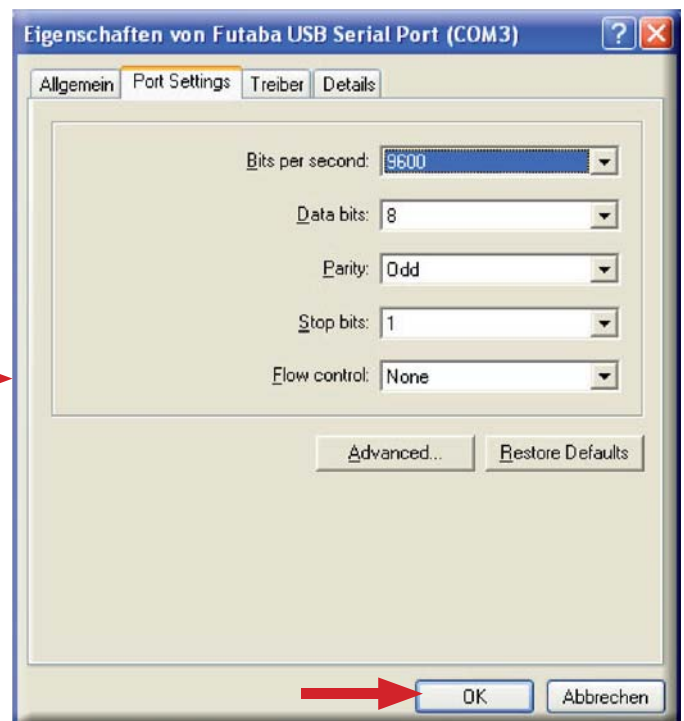 Eigenschaften von Futaba USB Serial Port (COM3)
Allgemein Port Settings Treiber Details
Bits per second: 9600
Data bits: 8
Parity: Odd
Stop bits: 1
Flow control: None
Advanced... Restore Defaults
OK Abbrechen